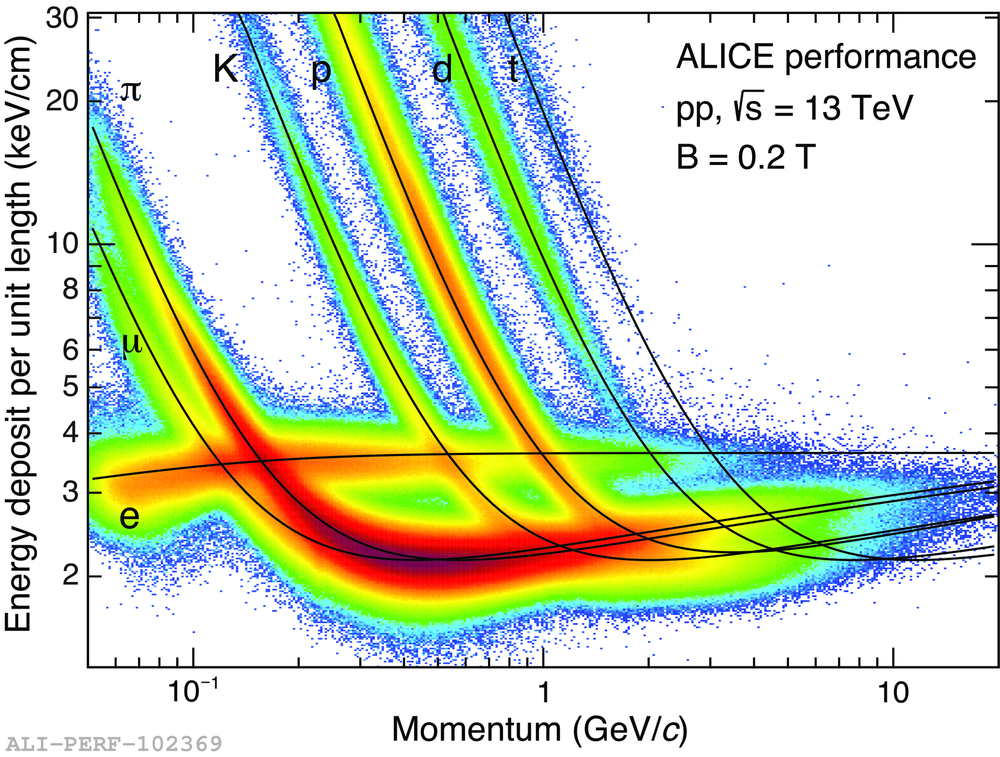 Energy deposit per unit length (keV/cm)
30
20
10
8
6
5
4
3
2
π
μ
e
K
p
d
t
ALICE performance
pp, √s = 13 TeV
B = 0.2 T
10⁻¹
1
10
Momentum (GeV/c)
ALI-PERF-102369